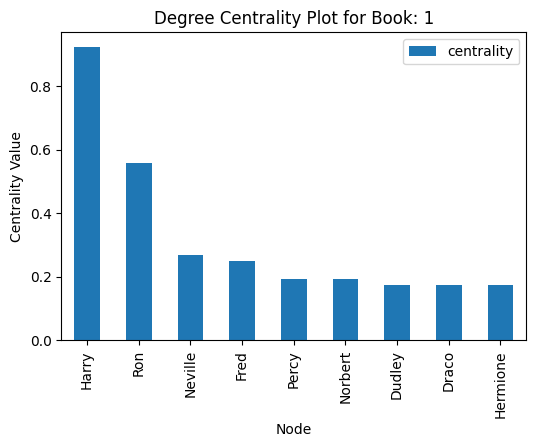 Degree Centrality Plot for Book: 1
centrality
Centrality Value
0.8
0.6
0.4
0.2
0.0
Harry
Ron
Neville
Fred
Percy
Norbert
Dudley
Draco
Hermione
Node